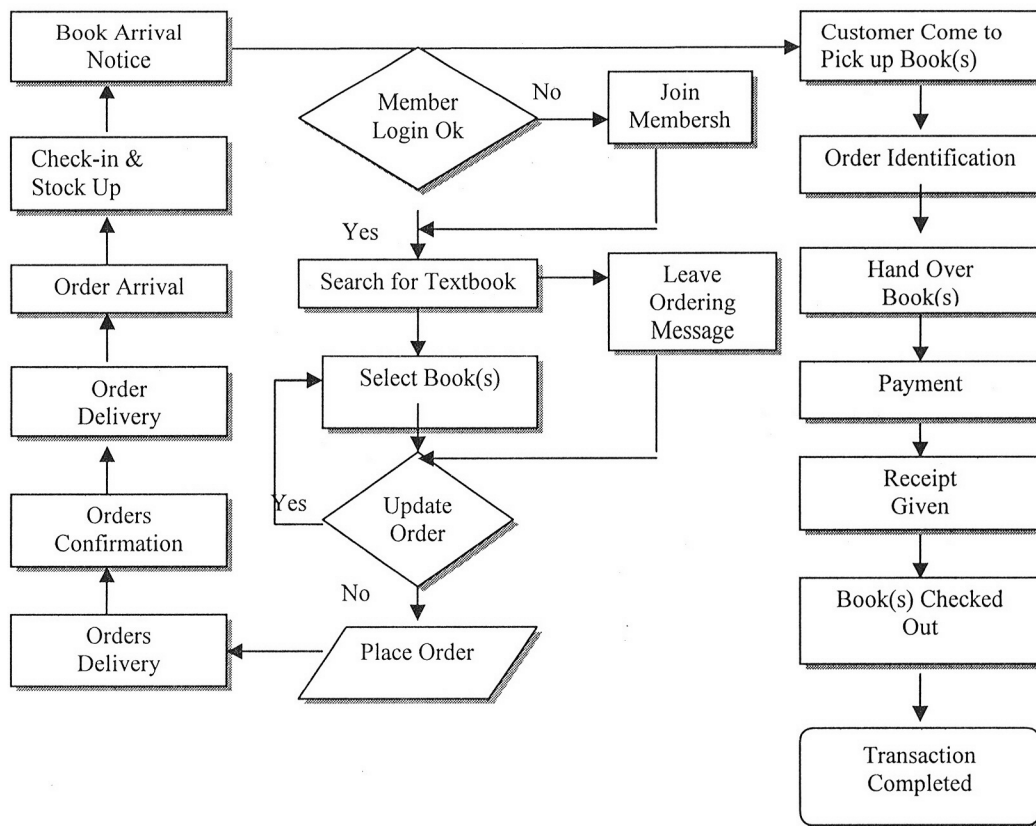 Book Arrival
Notice
Customer Come to
Pick up Book(s)
Member
Login Ok
No
Join
Membersh
Check-in &
Stock Up
Order Identification
Yes
Search for Textbook
Leave
Ordering
Message
Order Arrival
Hand Over
Book(s)
Select Book(s)
Payment
Order
Delivery
Yes
Update
Order
Receipt
Given
Orders
Confirmation
No
Book(s) Checked
Out
Orders
Delivery
Place Order
Transaction
Completed